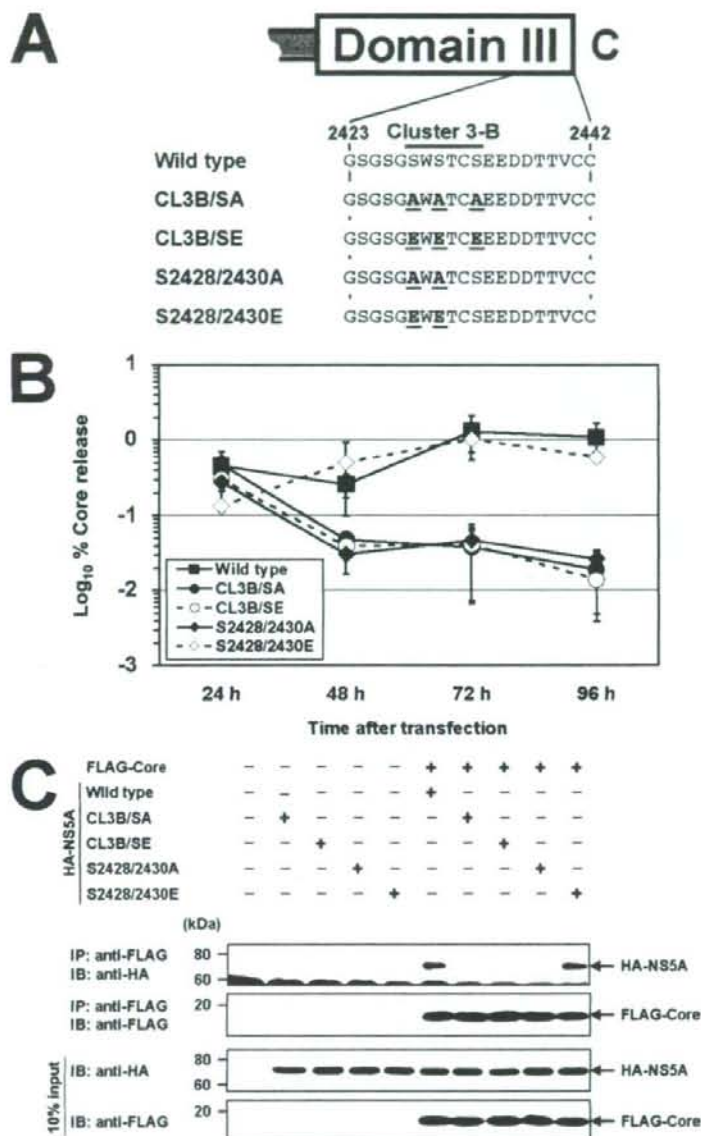 A
Domain III C
2423 Cluster 3-B 2442
Wild type GSGSGSWSTCSEEDDTTVCC
CL3B/SA GSGSGAWATCAEEDDTTVCC
CL3B/SE GSGSGEWETCEEEDDTTVCC
S2428/2430A GSGSGAWATCSEEDDTTVCC
S2428/2430E GSGSGEWETCSEEDDTTVCC
B
Log10 % Core release
1
0
-1
-2
-3
Wild type
CL3B/SA
CL3B/SE
S2428/2430A
S2428/2430E
24 h 48 h 72 h 96 h
Time after transfection
C
FLAG-Core − − − − − + + + + +
HA-NS5A
Wild type − − − − − + − − − −
CL3B/SA − + − − − − + − − −
CL3B/SE − − + − − − − + − −
S2428/2430A − − − + − − − − + −
S2428/2430E − − − − + − − − − +
(kDa)
IP: anti-FLAG
IB: anti-HA
80
60
HA-NS5A
IP: anti-FLAG
IB: anti-FLAG
20
FLAG-Core
10% input
IB: anti-HA
80
60
HA-NS5A
IB: anti-FLAG
20
FLAG-Core